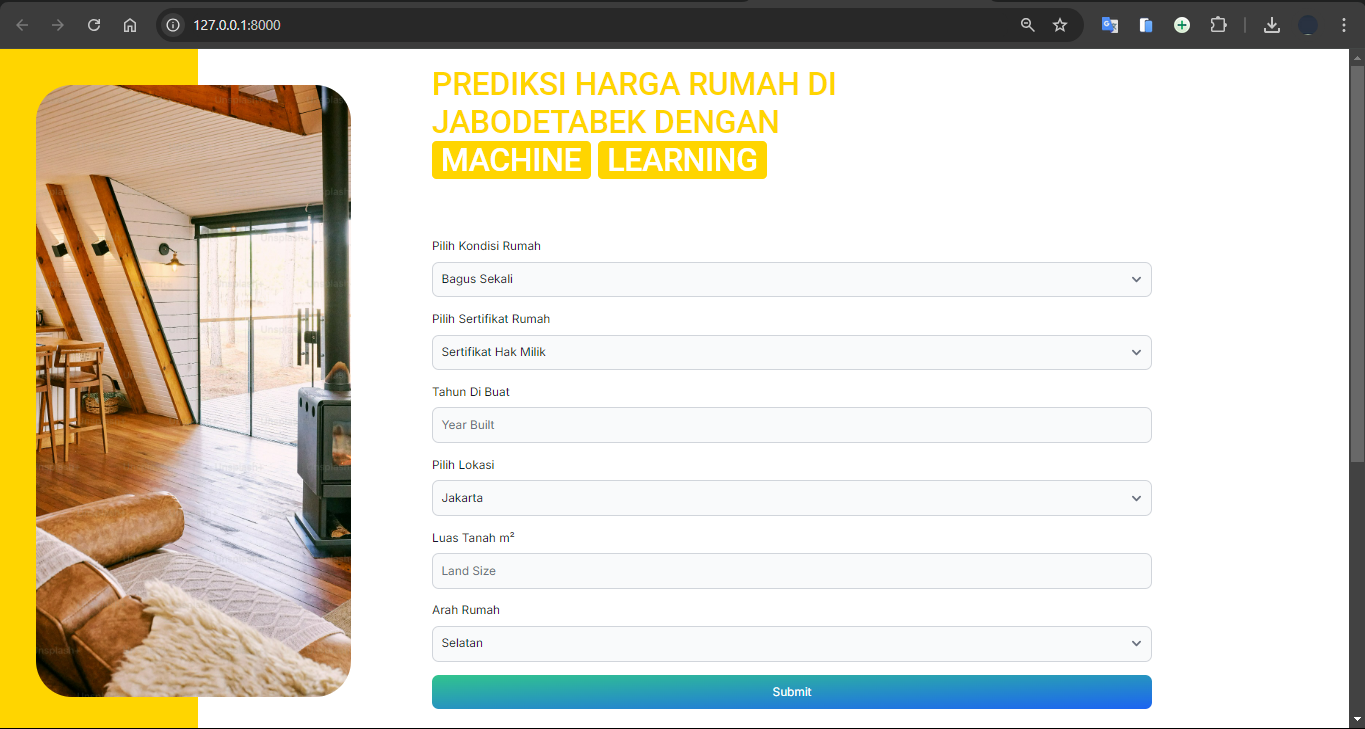 127.0.0.1:8000
PREDIKSI HARGA RUMAH DI
JABODETABEK DENGAN
MACHINE LEARNING
Pilih Kondisi Rumah
Bagus Sekali
Pilih Sertifikat Rumah
Sertifikat Hak Milik
Tahun Di Buat
Year Built
Pilih Lokasi
Jakarta
Luas Tanah m²
Land Size
Arah Rumah
Selatan
Submit